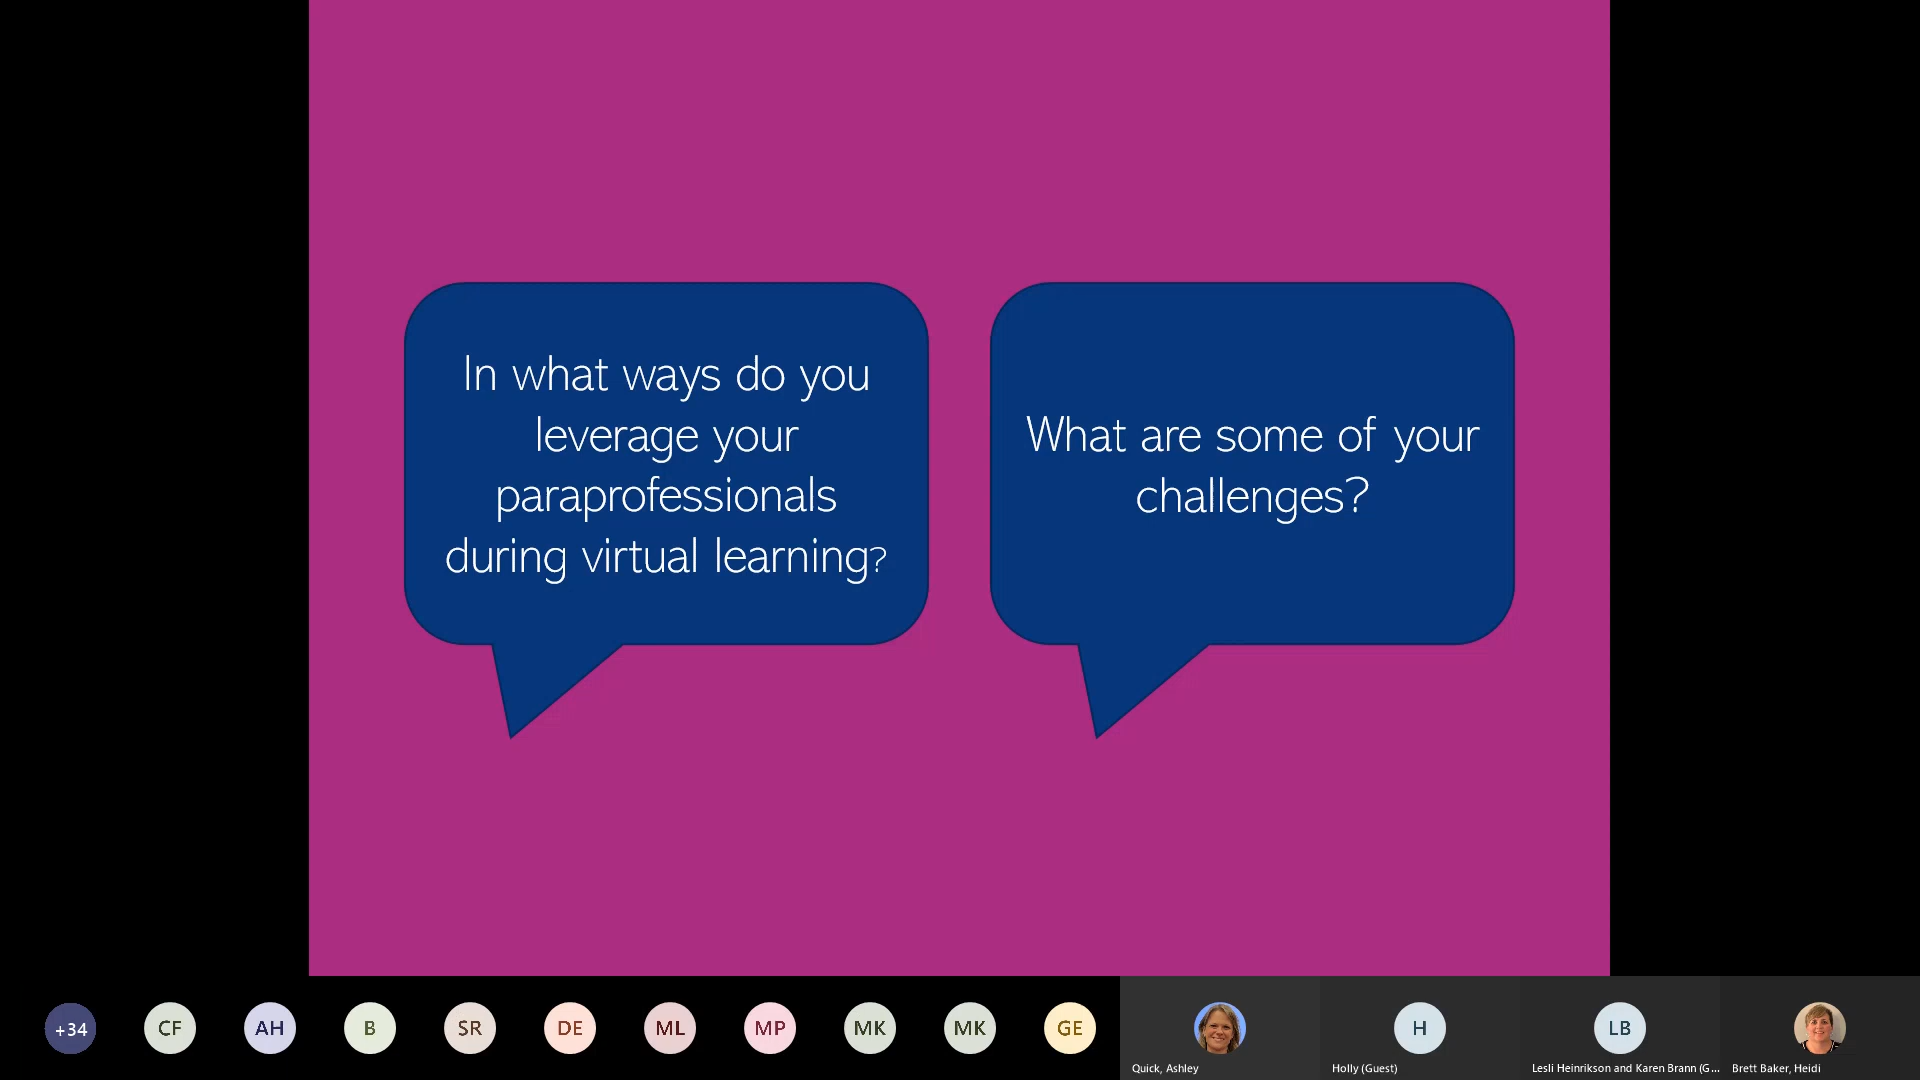 In what ways do you
leverage your
paraprofessionals
during virtual learning?
What are some of your
challenges?
+34
CF
AH
B
SR
DE
ML
MP
MK
MK
GE
H
LB
Quick, Ashley
Holly (Guest)
Lesli Heinrikson and Karen Brann (G...
Brett Baker, Heidi